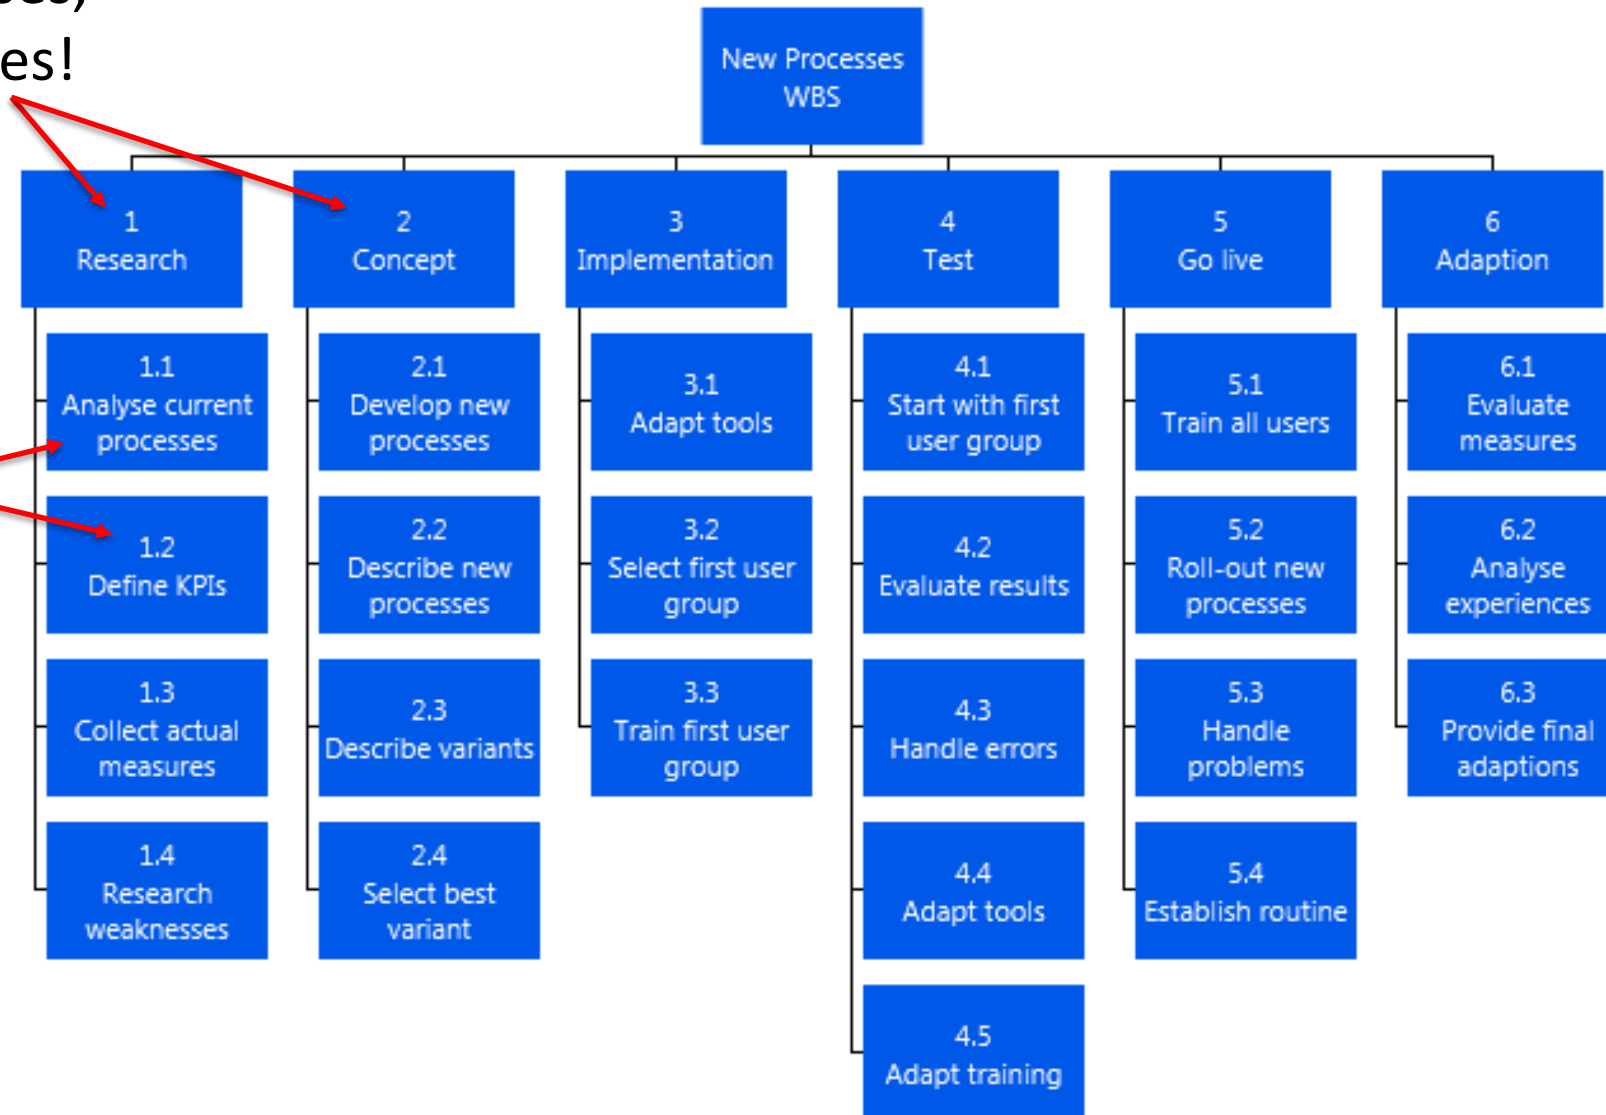 es!
New Processes
WBS
1
Research
2
Concept
3
Implementation
4
Test
5
Go live
6
Adaption
1.1
Analyse current
processes
2.1
Develop new
processes
3.1
Adapt tools
4.1
Start with first
user group
5.1
Train all users
6.1
Evaluate
measures
1.2
Define KPIs
2.2
Describe new
processes
3.2
Select first user
group
4.2
Evaluate results
5.2
Roll-out new
processes
6.2
Analyse
experiences
1.3
Collect actual
measures
2.3
Describe variants
3.3
Train first user
group
4.3
Handle errors
5.3
Handle
problems
6.3
Provide final
adaptions
1.4
Research
weaknesses
2.4
Select best
variant
4.4
Adapt tools
5.4
Establish routine
4.5
Adapt training